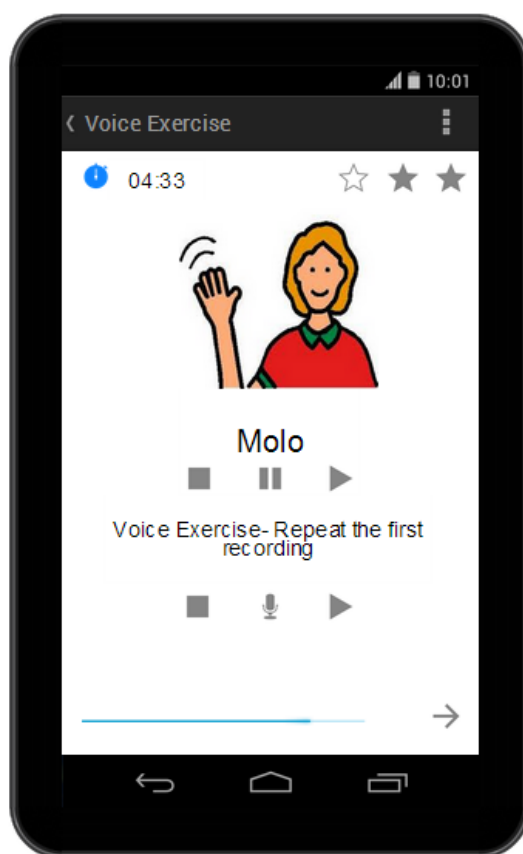 10:01
Voice Exercise
04:33
Molo
Voice Exercise- Repeat the first
recording